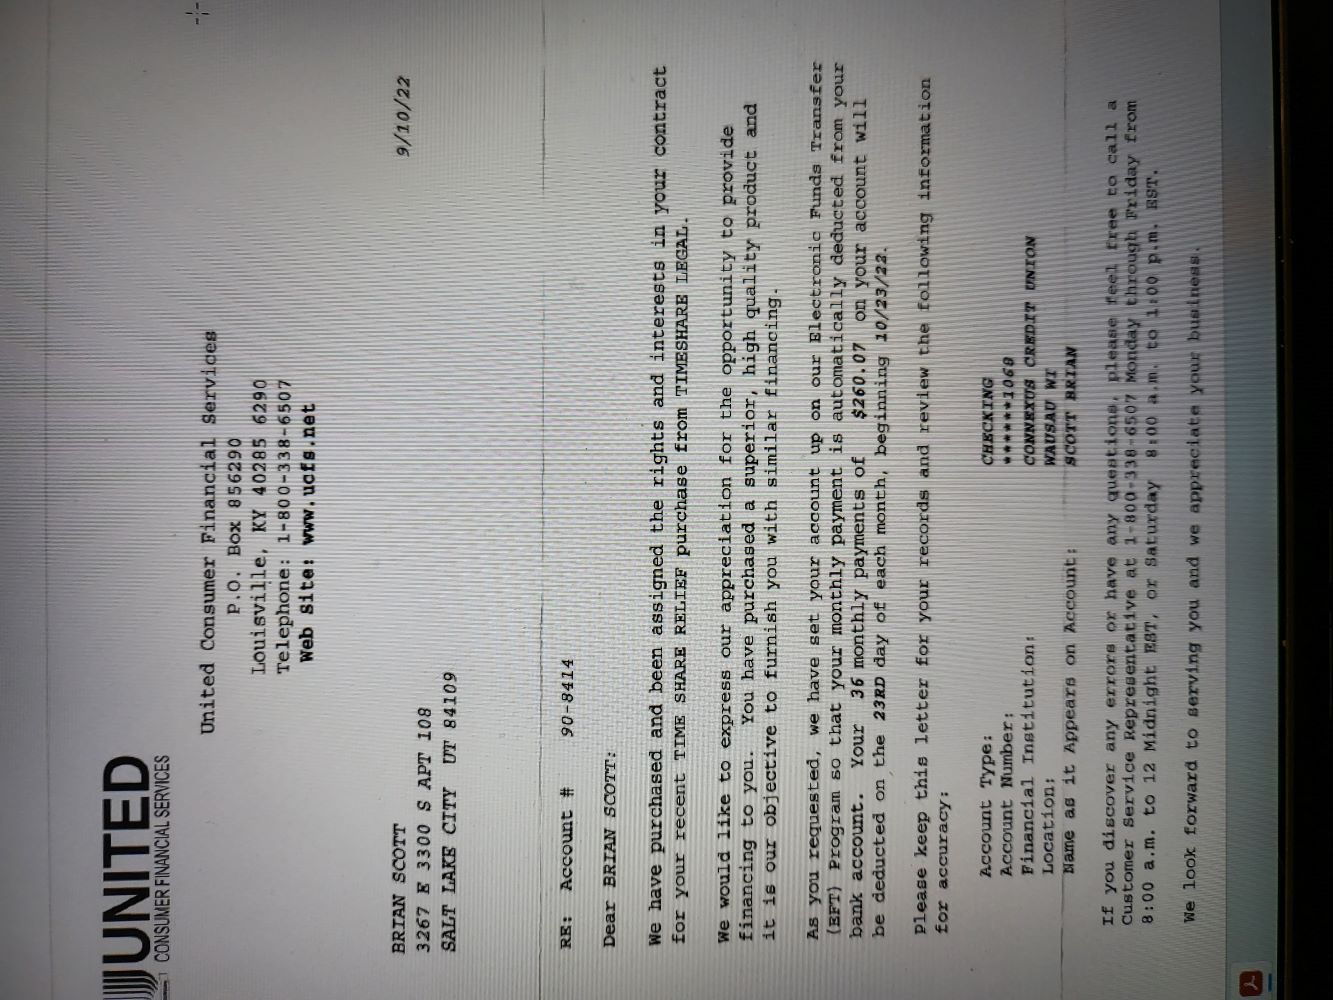 UNITED
CONSUMER FINANCIAL SERVICES
United Consumer Financial Services
P.O. Box 856290
Louisville, KY 40285 6290
Telephone: 1-800-338-6507
Web Site: www.ucfs.net
BRIAN SCOTT
9/10/22
3267 E 3300 S APT 108
SALT LAKE CITY UT 84109
RE: Account # 90-8414
Dear BRIAN SCOTT:
We have purchased and been assigned the rights and interests in your contract
for your recent TIME SHARE RELIEF purchase from TIMESHARE LEGAL.
We would like to express our appreciation for the opportunity to provide
financing to you. You have purchased a superior, high quality product and
it is our objective to furnish you with similar financing.
As you requested, we have set your account up on our Electronic Funds Transfer
(EFT) Program so that your monthly payment is automatically deducted from your
bank account. Your 36 monthly payments of $260.07 on your account will
be deducted on the 23RD day of each month, beginning 10/23/22.
Please keep this letter for your records and review the following information
for accuracy:
Account Type: CHECKING
Account Number: ******1068
Financial Institution: CONNEXUS CREDIT UNION
Location: WAUSAU WI
Name as it Appears on Account: SCOTT BRIAN
If you discover any errors or have any questions, please feel free to call a
Customer Service Representative at 1-800-338-6507 Monday through Friday from
8:00 a.m. to 12 Midnight EST, or Saturday 8:00 a.m. to 1:00 p.m. EST.
We look forward to serving you and we appreciate your business.